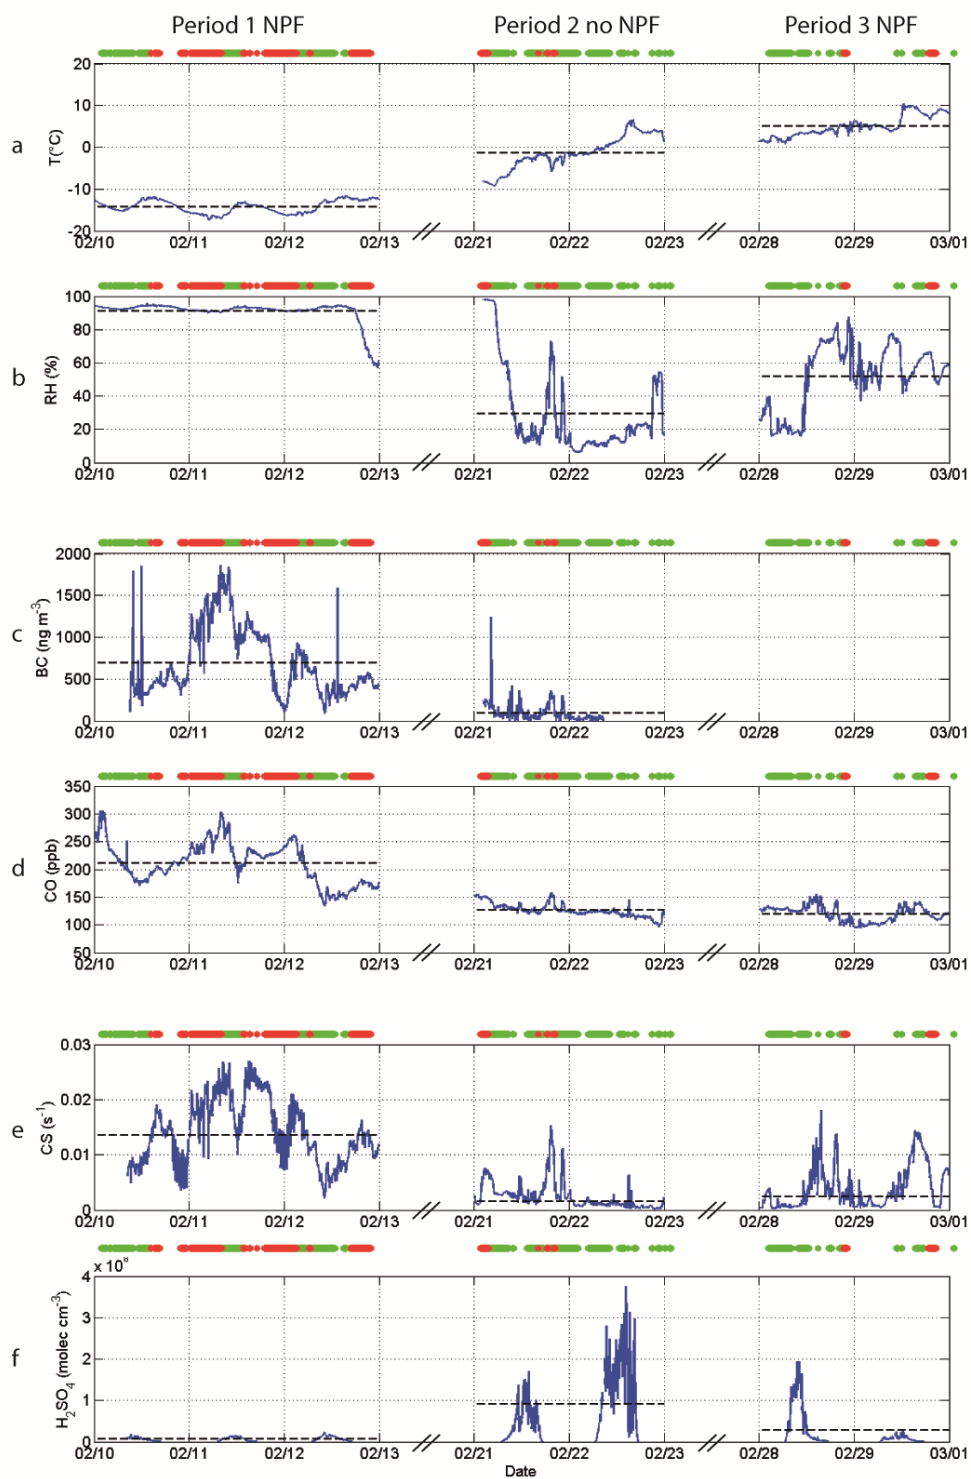 Period 1 NPF Period 2 no NPF Period 3 NPF
a
T(°C)
20
10
0
-10
-20
02/10 02/11 02/12 02/13 02/21 02/22 02/23 02/28 02/29 03/01
b
RH (%)
100
80
60
40
20
0
02/10 02/11 02/12 02/13 02/21 02/22 02/23 02/28 02/29 03/01
c
BC (ng m⁻³)
2000
1500
1000
500
0
02/10 02/11 02/12 02/13 02/21 02/22 02/23 02/28 02/29 03/01
d
CO (ppb)
350
300
250
200
150
100
50
02/10 02/11 02/12 02/13 02/21 02/22 02/23 02/28 02/29 03/01
e
CS (s⁻¹)
0.03
0.02
0.01
0
02/10 02/11 02/12 02/13 02/21 02/22 02/23 02/28 02/29 03/01
f
H₂SO₄ (molec cm⁻³)
x 10
4
3
2
1
0
02/10 02/11 02/12 02/13 02/21 02/22 02/23 02/28 02/29 03/01
Date